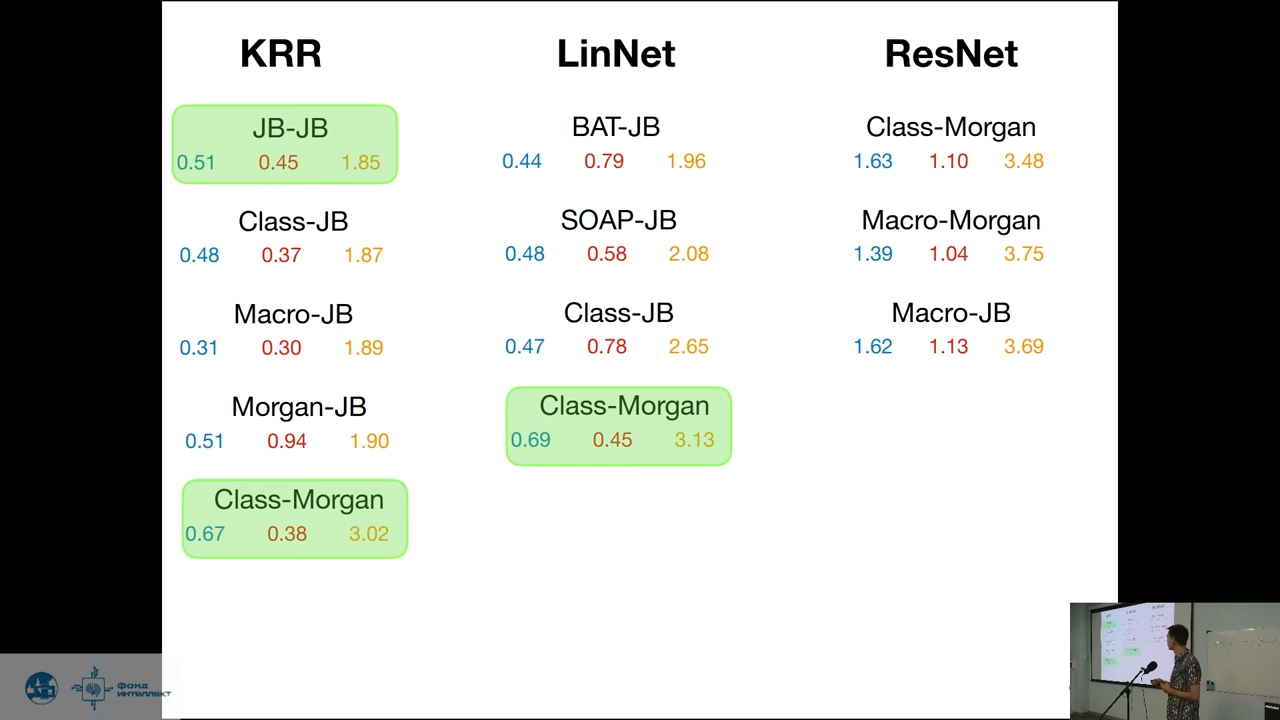 KRR
JB-JB
0.51 0.45 1.85
Class-JB
0.48 0.37 1.87
Macro-JB
0.31 0.30 1.89
Morgan-JB
0.51 0.94 1.90
Class-Morgan
0.67 0.38 3.02
LinNet
BAT-JB
0.44 0.79 1.96
SOAP-JB
0.48 0.58 2.08
Class-JB
0.47 0.78 2.65
Class-Morgan
0.69 0.45 3.13
ResNet
Class-Morgan
1.63 1.10 3.48
Macro-Morgan
1.39 1.04 3.75
Macro-JB
1.62 1.13 3.69
Фонд
интеллект